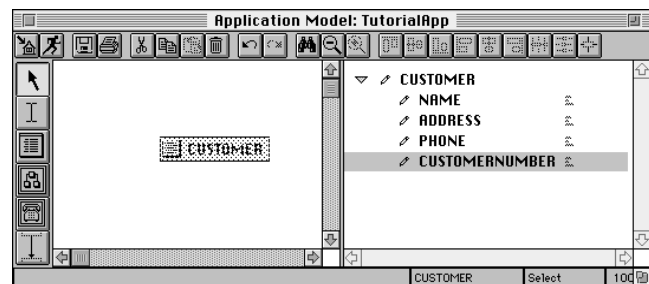 Application Model: TutorialApp
CUSTOMER
CUSTOMER
NAME
ADDRESS
PHONE
CUSTOMERNUMBER
CUSTOMER Select 100